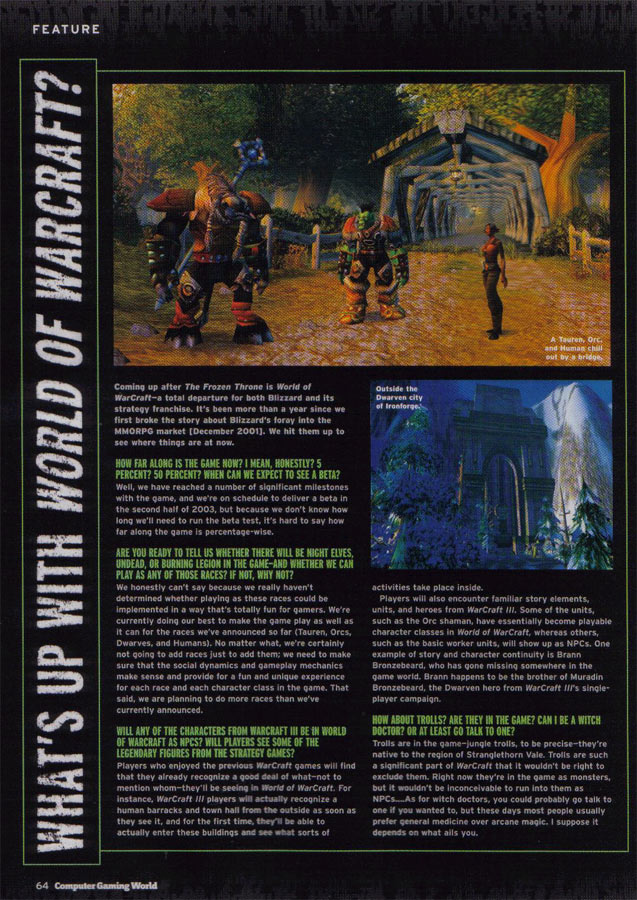 FEATURE
WHAT'S UP WITH WORLD OF WARCRAFT?
A Tauren, Orc,
and Human chill
out by a bridge.
Coming up after The Frozen Throne is World of
WarCraft—a total departure for both Blizzard and its
strategy franchise. It's been more than a year since we
first broke the story about Blizzard's foray into the
MMORPG market [December 2001]. We hit them up to
see where things are at now.
HOW FAR ALONG IS THE GAME NOW? I MEAN, HONESTLY? 5
PERCENT? 50 PERCENT? WHEN CAN WE EXPECT TO SEE A BETA?
Well, we have reached a number of significant milestones
with the game, and we're on schedule to deliver a beta in
the second half of 2003, but because we don't know how
long we'll need to run the beta test, it's hard to say how
far along the game is percentage-wise.
ARE YOU READY TO TELL US WHETHER THERE WILL BE NIGHT ELVES,
UNDEAD, OR BURNING LEGION IN THE GAME—AND WHETHER WE CAN
PLAY AS ANY OF THOSE RACES? IF NOT, WHY NOT?
We honestly can't say because we really haven't
determined whether playing as these races could be
implemented in a way that's totally fun for gamers. We're
currently doing our best to make the game play as well as
it can for the races we've announced so far (Tauren, Orcs,
Dwarves, and Humans). No matter what, we're certainly
not going to add races just to add them; we need to make
sure that the social dynamics and gameplay mechanics
make sense and provide for a fun and unique experience
for each race and each character class in the game. That
said, we are planning to do more races than we've
currently announced.
WILL ANY OF THE CHARACTERS FROM WARCRAFT III BE IN WORLD
OF WARCRAFT AS NPCS? WILL PLAYERS SEE SOME OF THE
LEGENDARY FIGURES FROM THE STRATEGY GAMES?
Players who enjoyed the previous WarCraft games will find
that they already recognize a good deal of what—not to
mention whom—they'll be seeing in World of WarCraft. For
instance, WarCraft III players will actually recognize a
human barracks and town hall from the outside as soon as
they see it, and for the first time, they'll be able to
actually enter these buildings and see what sorts of
Outside the
Dwarven city
of Ironforge.
activities take place inside.
Players will also encounter familiar story elements,
units, and heroes from WarCraft III. Some of the units,
such as the Orc shaman, have essentially become playable
character classes in World of WarCraft, whereas others,
such as the basic worker units, will show up as NPCs. One
example of story and character continuity is Brann
Bronzebeard, who has gone missing somewhere in the
game world. Brann happens to be the brother of Muradin
Bronzebeard, the Dwarven hero from WarCraft III's single-
player campaign.
HOW ABOUT TROLLS? ARE THEY IN THE GAME? CAN I BE A WITCH
DOCTOR? OR AT LEAST GO TALK TO ONE?
Trolls are in the game—jungle trolls, to be precise—they're
native to the region of Stranglethorn Vale. Trolls are such
a significant part of WarCraft that it wouldn't be right to
exclude them. Right now they're in the game as monsters,
but it wouldn't be inconceivable to run into them as
NPCs....As for witch doctors, you could probably go talk to
one if you wanted to, but these days most people usually
prefer general medicine over arcane magic. I suppose it
depends on what ails you.
64 Computer Gaming World